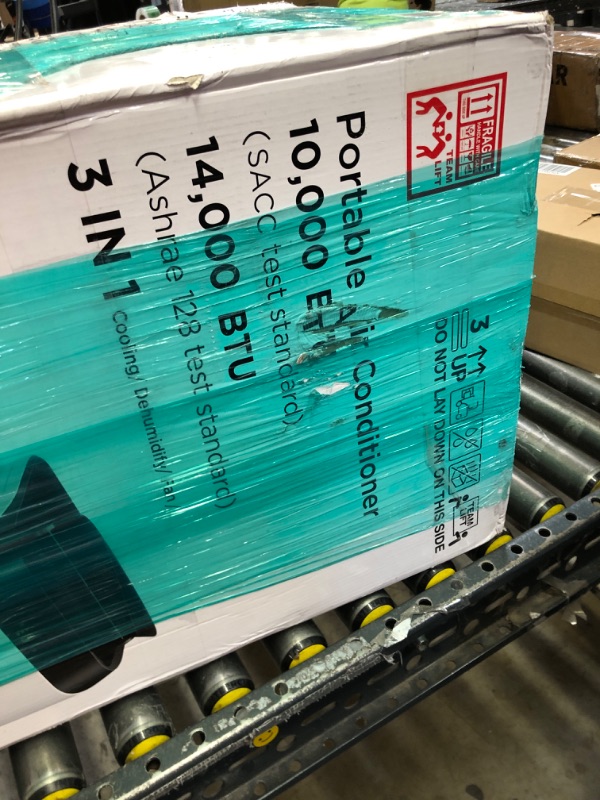 Portable Air Conditioner
10,000
(SACC test standard)
14,000 BTU
(Ashrae 128 test standard)
3 IN 1 Cooling/ Dehumidify/ Fan
FRAGILE
TEAM
LIFT
3
UP
TEAM
LIFT
DO NOT LAY DOWN ON THIS SIDE
R